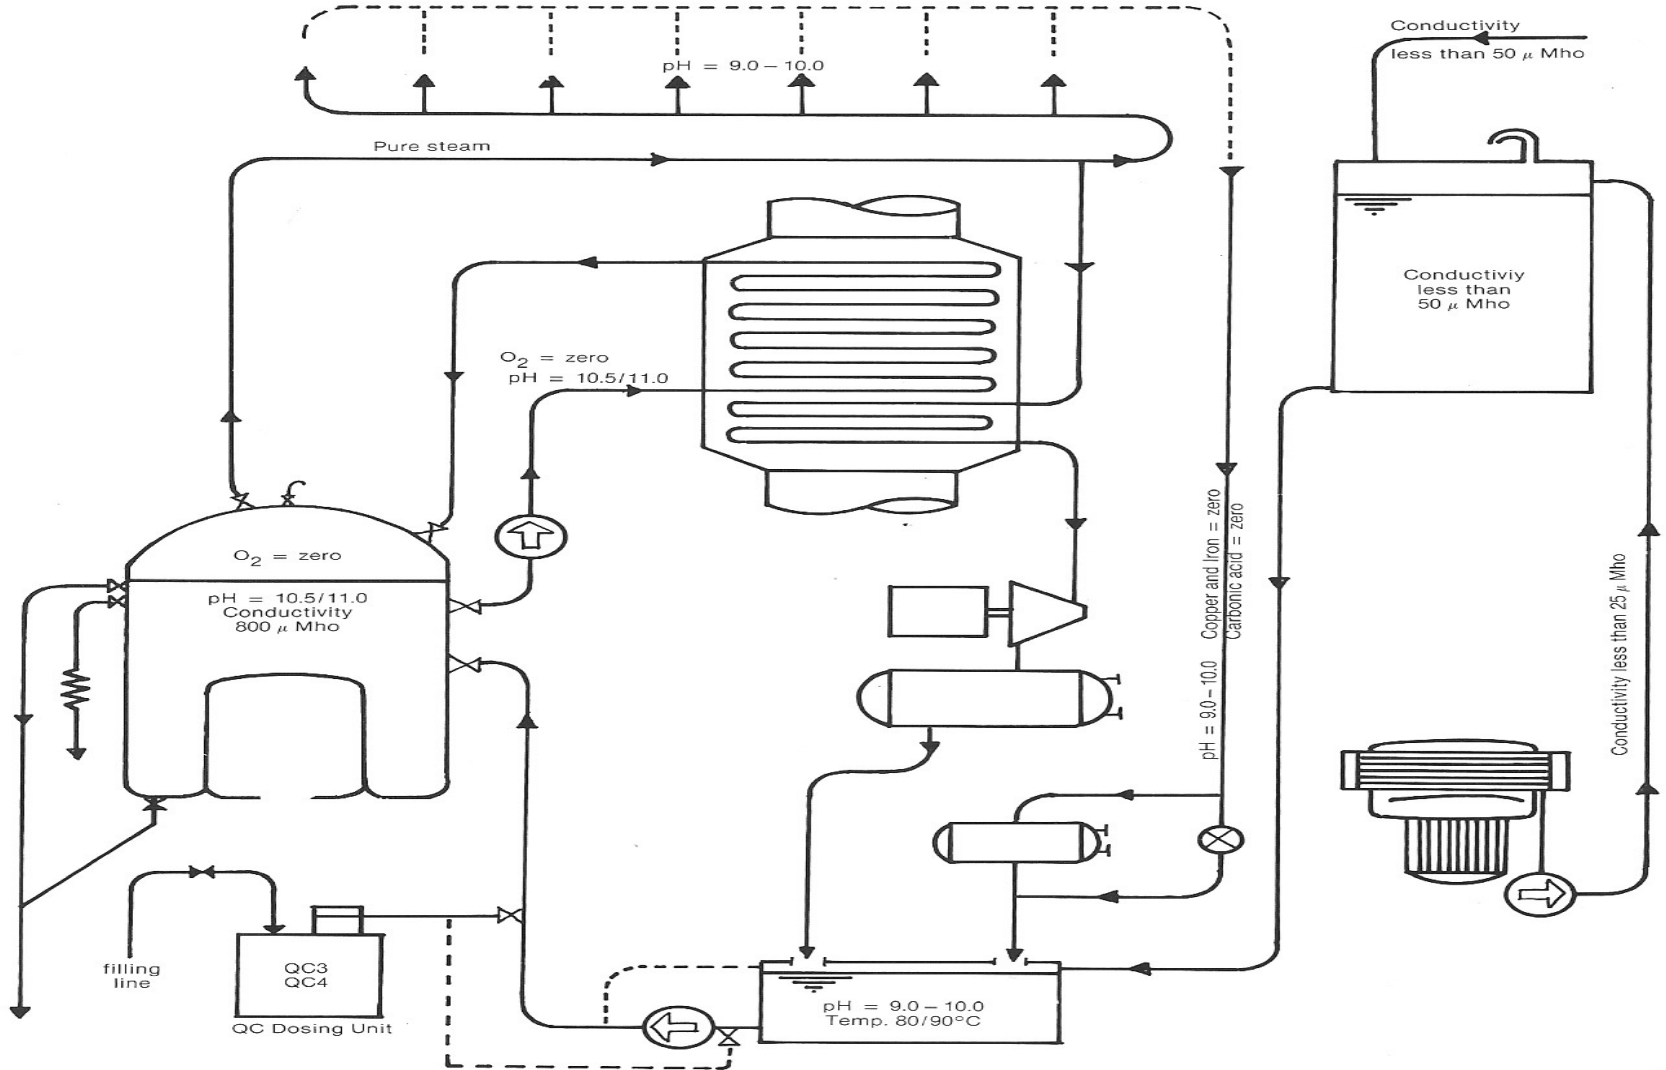 Conductivity
less than 50 μ Mho
pH = 9.0 – 10.0
Pure steam
Conductiviy
less than
50 μ Mho
O₂ = zero
pH = 10.5/11.0
O₂ = zero
pH = 10.5/11.0
Conductivity
800 μ Mho
Copper and Iron = zero
Carbonic acid = zero
pH = 9.0 – 10.0
Conductivity less than 25 μ Mho
filling
line
QC3
QC4
QC Dosing Unit
pH = 9.0 – 10.0
Temp. 80/90°C